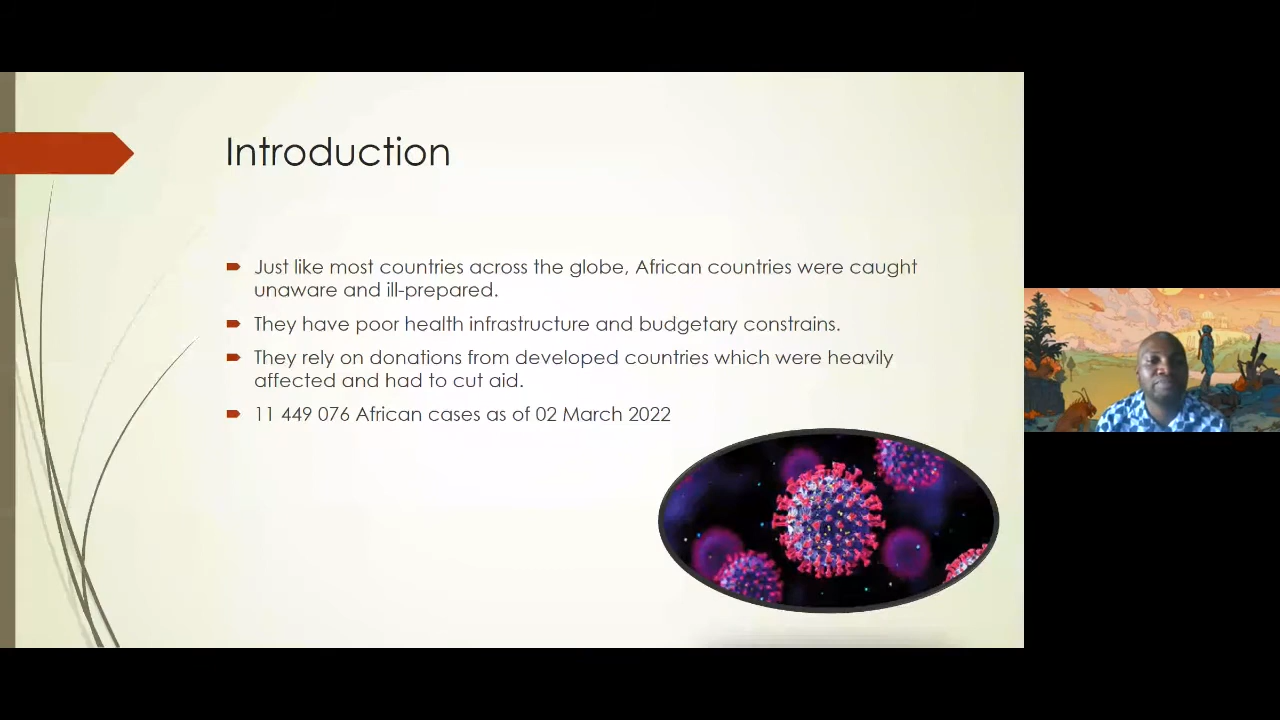 Introduction
Just like most countries across the globe, African countries were caught
unaware and ill-prepared.
They have poor health infrastructure and budgetary constrains.
They rely on donations from developed countries which were heavily
affected and had to cut aid.
11 449 076 African cases as of 02 March 2022